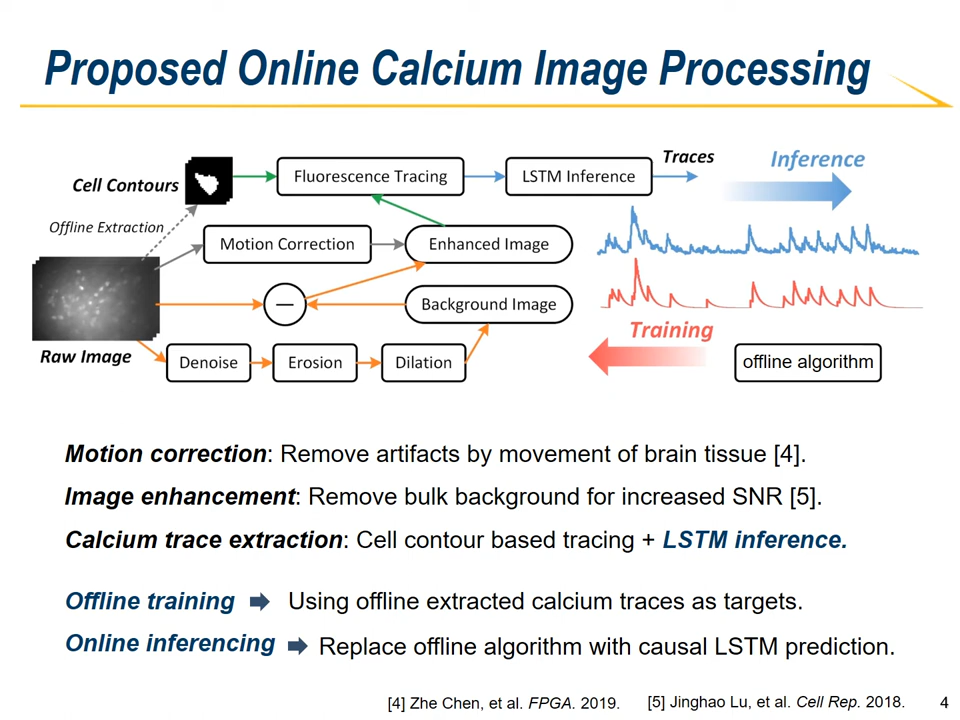 Proposed Online Calcium Image Processing
Cell Contours
Fluorescence Tracing
LSTM Inference
Traces
Inference
Offline Extraction
Motion Correction
Enhanced Image
—
Background Image
Raw Image
Denoise
Erosion
Dilation
Training
offline algorithm
Motion correction: Remove artifacts by movement of brain tissue [4].
Image enhancement: Remove bulk background for increased SNR [5].
Calcium trace extraction: Cell contour based tracing + LSTM inference.
Offline training ➡ Using offline extracted calcium traces as targets.
Online inferencing ➡ Replace offline algorithm with causal LSTM prediction.
[4] Zhe Chen, et al. FPGA. 2019. [5] Jinghao Lu, et al. Cell Rep. 2018. 4